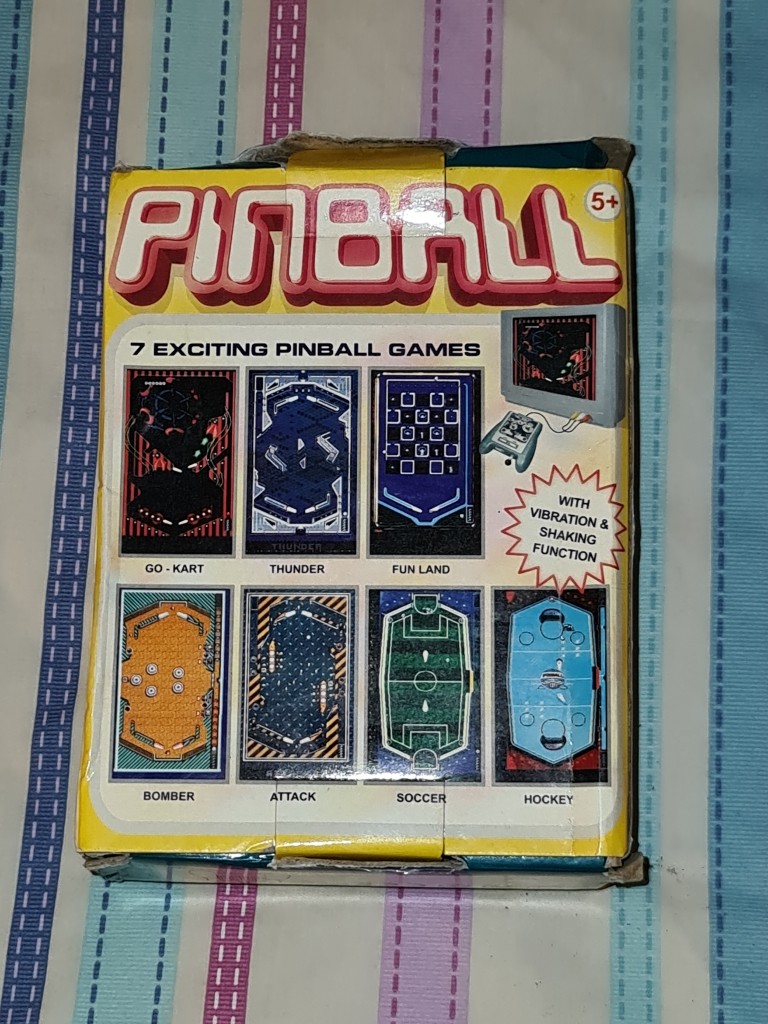 PINBALL
5+
7 EXCITING PINBALL GAMES
WITH
VIBRATION &
SHAKING
FUNCTION
GO - KART
THUNDER
FUN LAND
THUNDER
BOMBER
ATTACK
SOCCER
HOCKEY